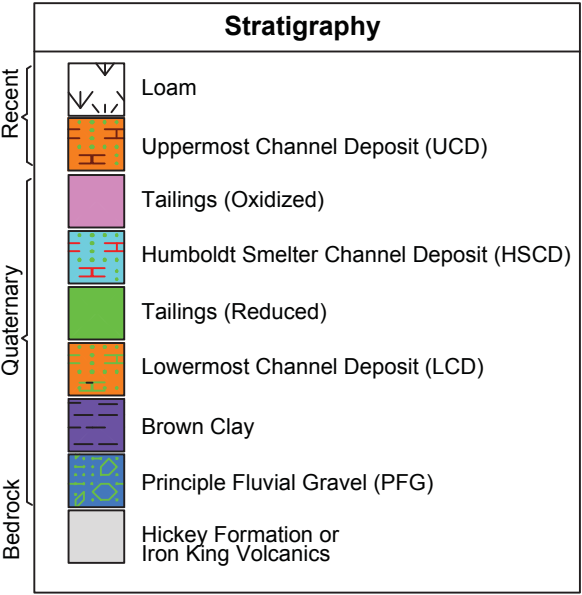 Stratigraphy
Recent
Loam
Uppermost Channel Deposit (UCD)
Quaternary
Tailings (Oxidized)
Humboldt Smelter Channel Deposit (HSCD)
Tailings (Reduced)
Lowermost Channel Deposit (LCD)
Brown Clay
Principle Fluvial Gravel (PFG)
Bedrock
Hickey Formation or
Iron King Volcanics